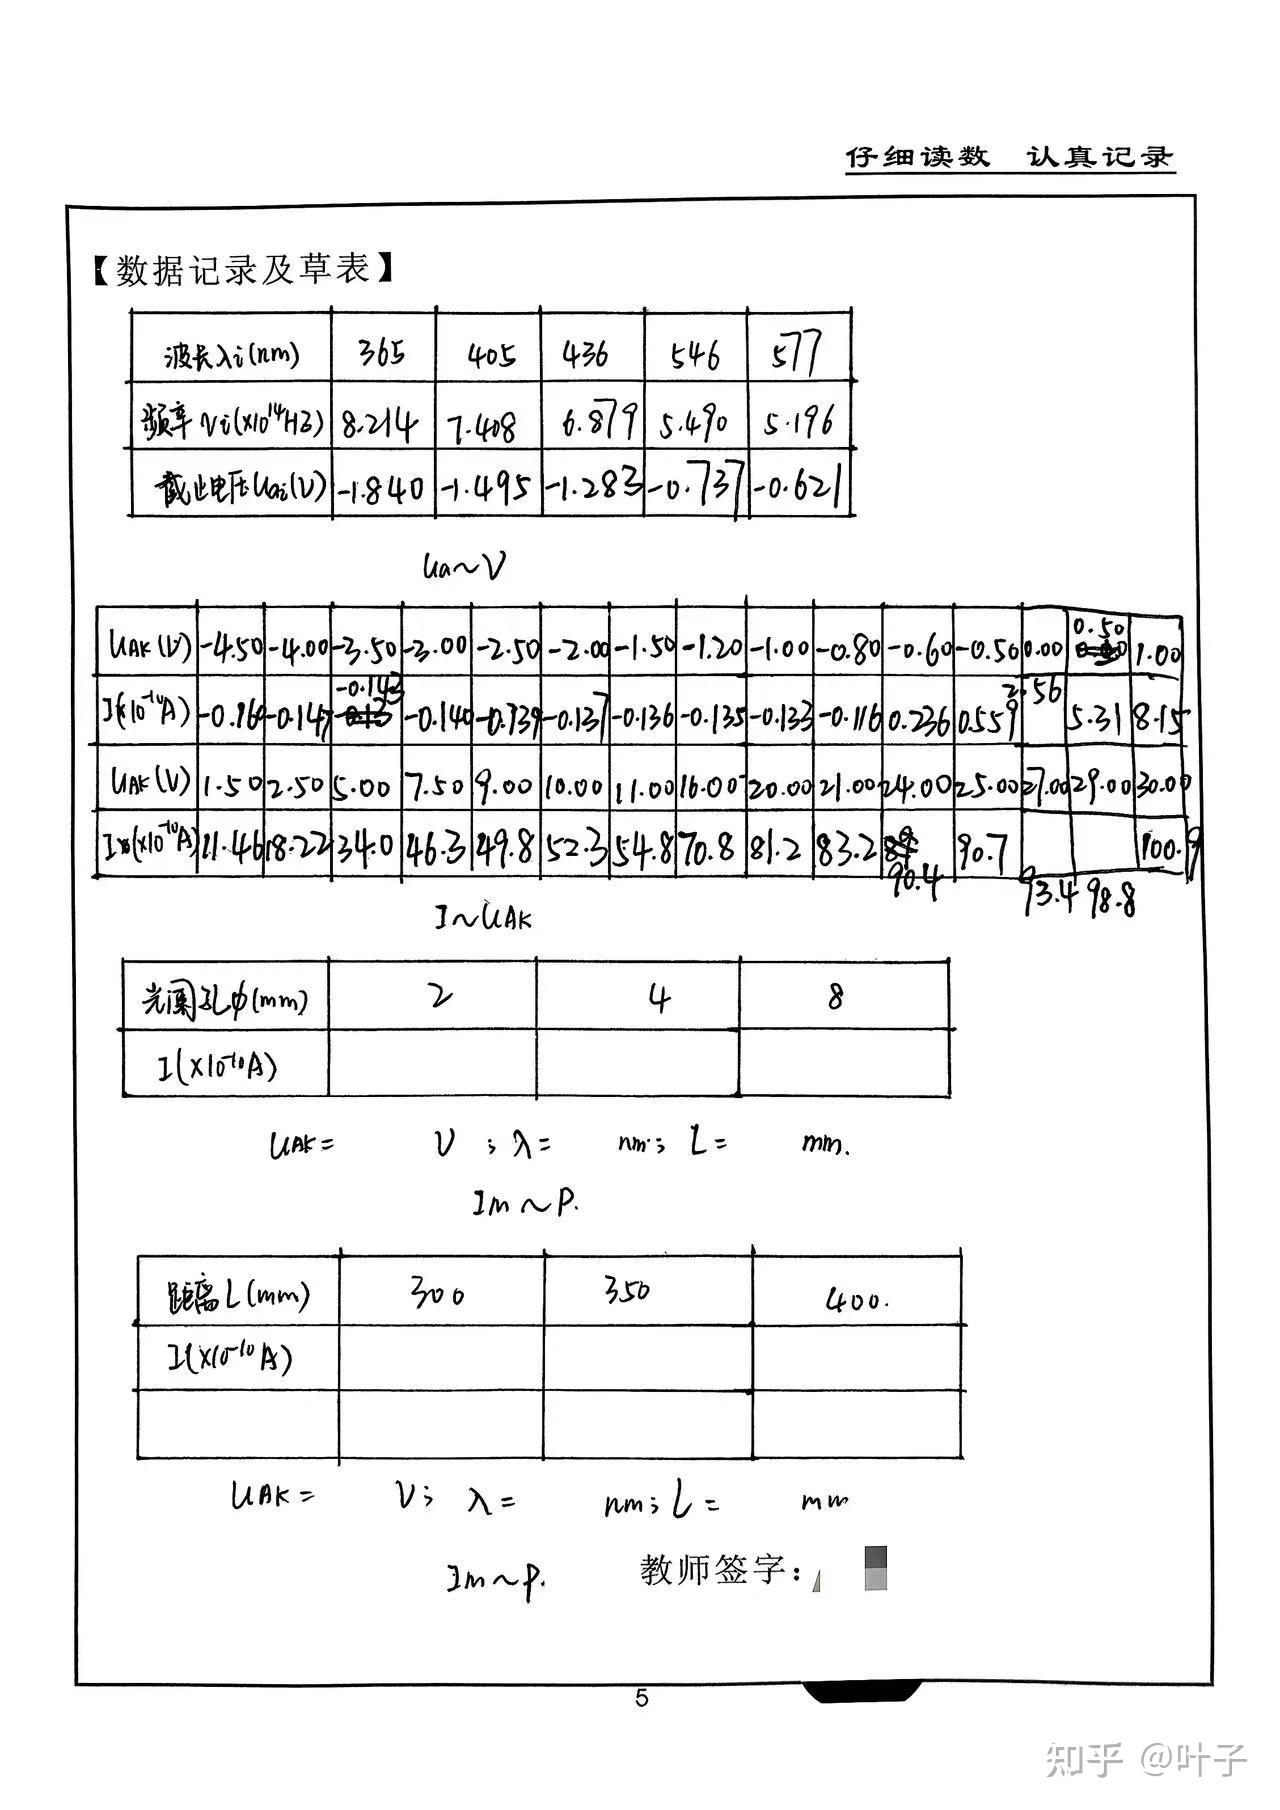 仔细读数 认真记录
【数据记录及草表】
波长λi(nm) 365 405 436 546 577
频率νi(×10¹⁴HZ) 8.214 7.408 6.879 5.490 5.196
截止电压Uai(V) -1.840 -1.495 -1.283 -0.737 -0.621
Ua~V
UAK(V) -4.50 -4.00 -3.50 -3.00 -2.50 -2.00 -1.50 -1.20 -1.00 -0.80 -0.60 -0.50 0.00 0.50 1.00
I(×10⁻¹⁰A) -0.160 -0.147 -0.143 -0.140 -0.139 -0.137 -0.136 -0.135 -0.133 -0.116 0.236 0.559 2.56 5.31 8.15
UAK(V) 1.50 2.50 5.00 7.50 9.00 10.00 11.00 16.00 20.00 21.00 24.00 25.00 27.00 29.00 30.00
I(×10⁻¹⁰A) 11.46 18.22 34.0 46.3 49.8 52.3 54.8 70.8 81.2 83.2 90.4 90.7 93.4 98.8 100.9
I~UAK
光阑孔φ(mm) 2 4 8
I(×10⁻¹⁰A)
UAK= V ; λ= nm; L= mm.
Im~P.
距离L(mm) 300 350 400.
I(×10⁻¹⁰A)
UAK= V; λ= nm; L= mm
Im~P.
教师签字:
5
知乎 @叶子